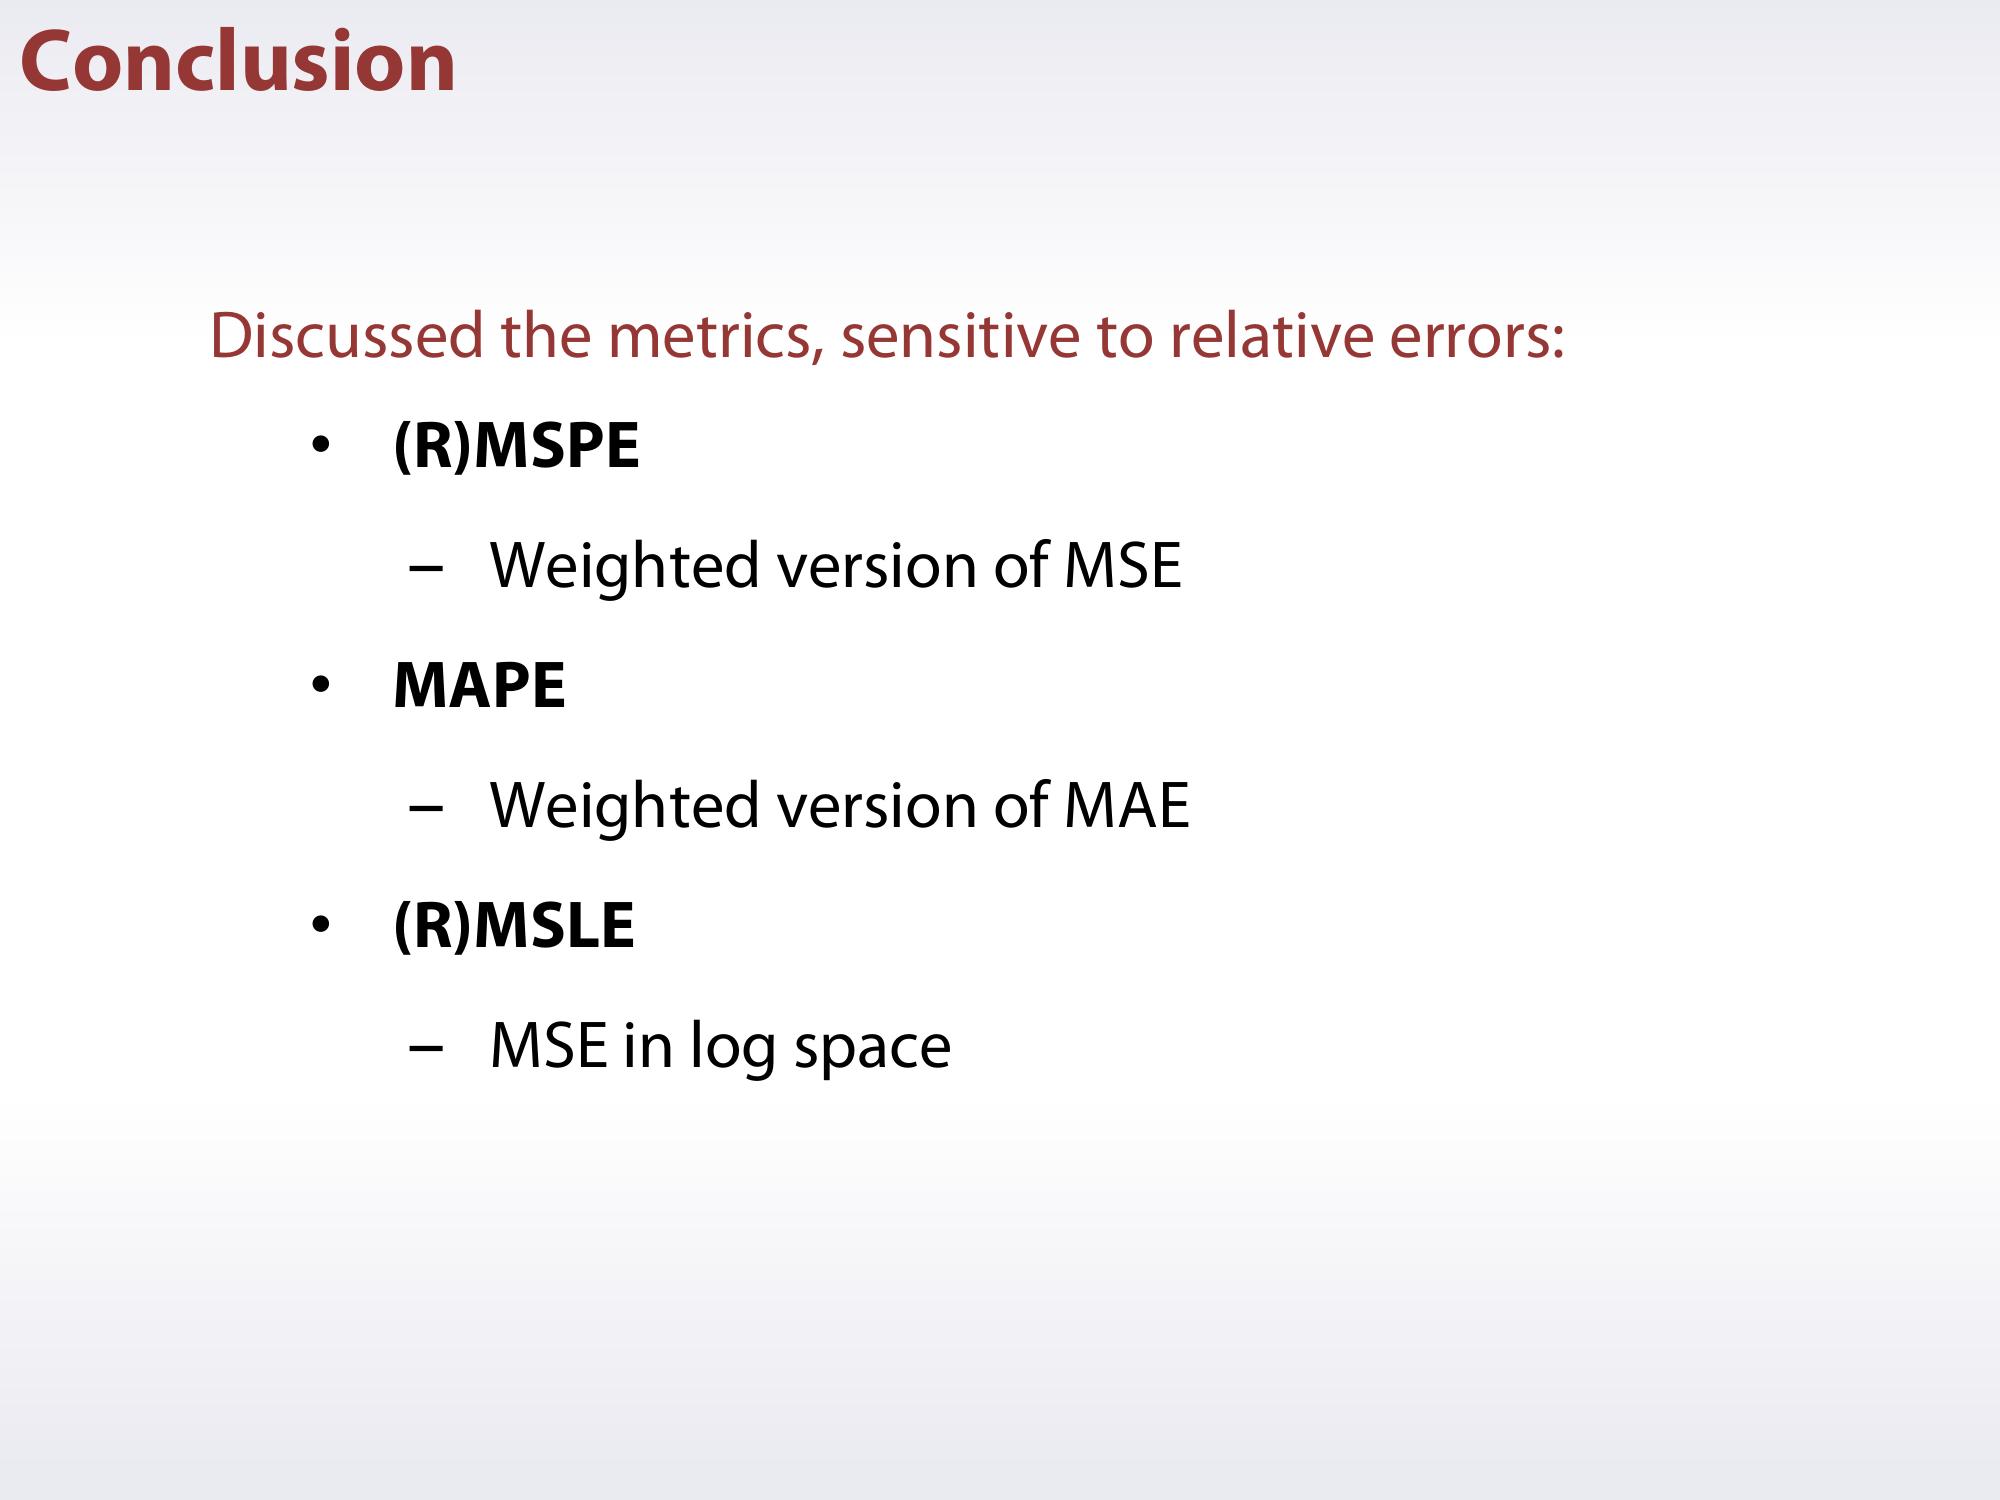 Conclusion
Discussed the metrics, sensitive to relative errors:
• (R)MSPE
– Weighted version of MSE
• MAPE
– Weighted version of MAE
• (R)MSLE
– MSE in log space